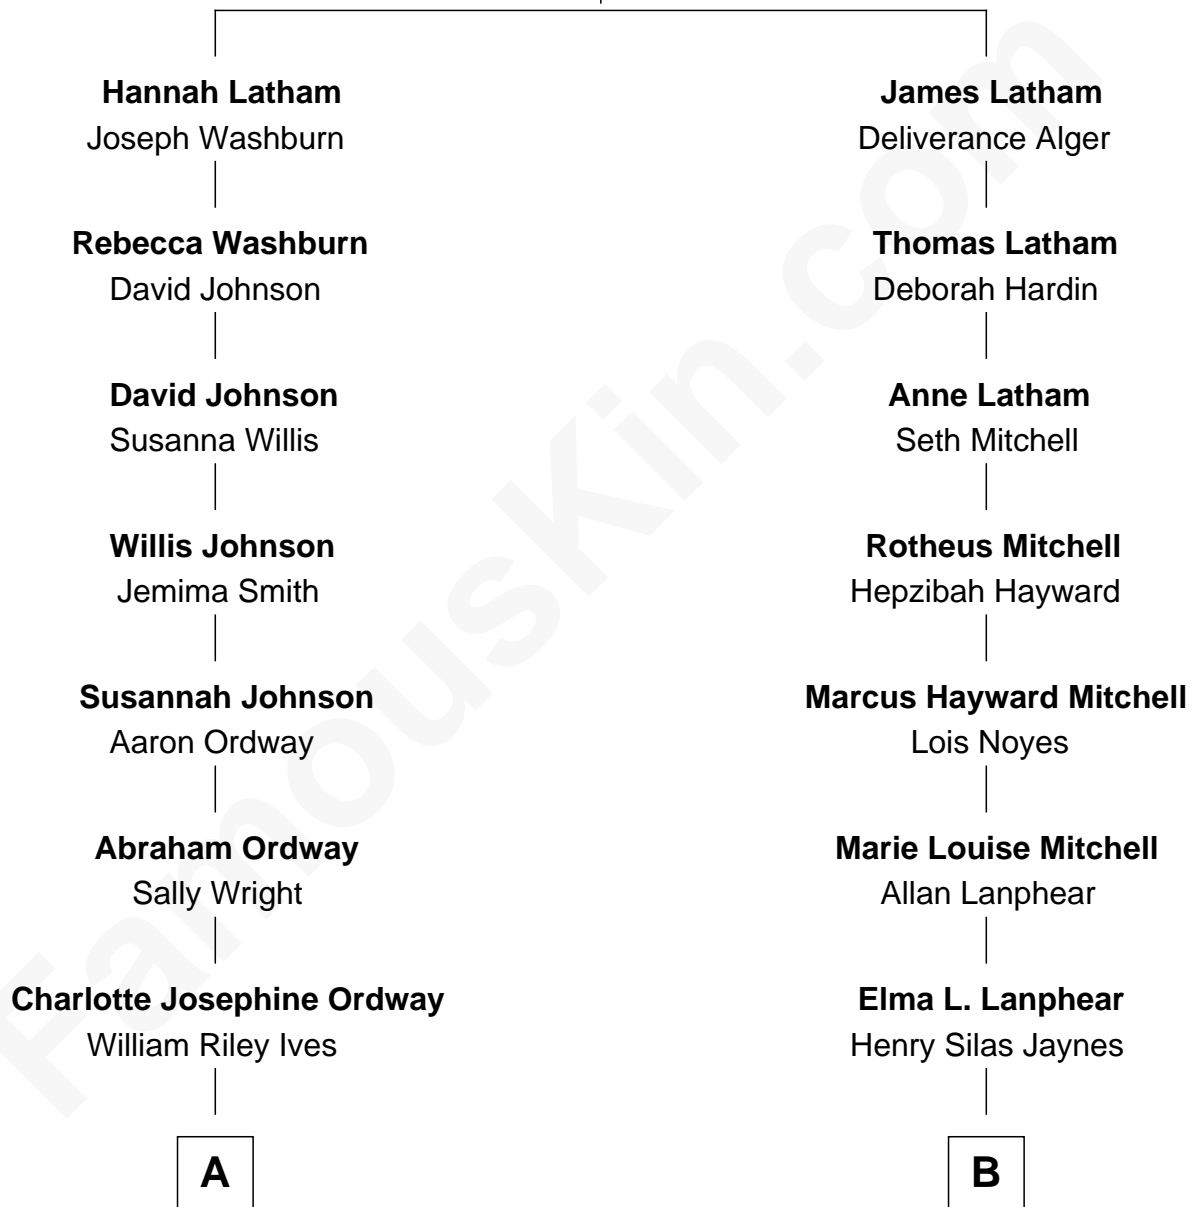 Hannah Latham
Joseph Washburn
Rebecca Washburn
David Johnson
David Johnson
Susanna Willis
Willis Johnson
Jemima Smith
Susannah Johnson
Aaron Ordway
Abraham Ordway
Sally Wright
Charlotte Josephine Ordway
William Riley Ives
A
James Latham
Deliverance Alger
Thomas Latham
Deborah Hardin
Anne Latham
Seth Mitchell
Rotheus Mitchell
Hepzibah Hayward
Marcus Hayward Mitchell
Lois Noyes
Marie Louise Mitchell
Allan Lanphear
Elma L. Lanphear
Henry Silas Jaynes
B
FamousKin.com